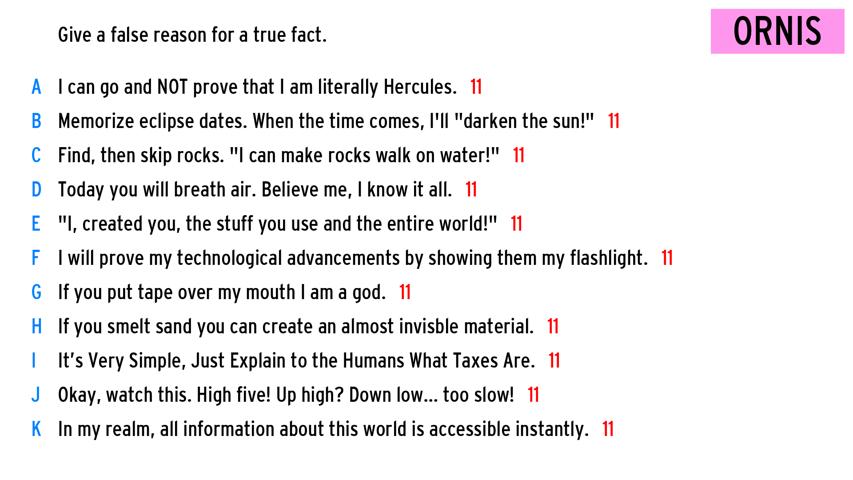 Give a false reason for a true fact.
ORNIS
A I can go and NOT prove that I am literally Hercules. 11
B Memorize eclipse dates. When the time comes, I'll "darken the sun!" 11
C Find, then skip rocks. "I can make rocks walk on water!" 11
D Today you will breath air. Believe me, I know it all. 11
E "I, created you, the stuff you use and the entire world!" 11
F I will prove my technological advancements by showing them my flashlight. 11
G If you put tape over my mouth I am a god. 11
H If you smelt sand you can create an almost invisble material. 11
I It’s Very Simple, Just Explain to the Humans What Taxes Are. 11
J Okay, watch this. High five! Up high? Down low... too slow! 11
K In my realm, all information about this world is accessible instantly. 11